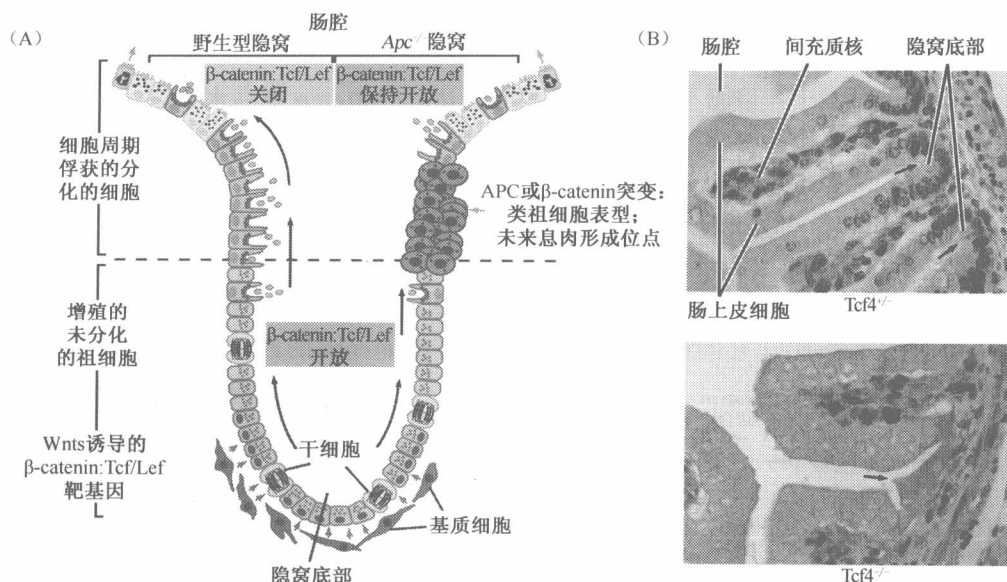 （A）
肠腔
野生型隐窝
Apc⁻/⁻隐窝
β-catenin:Tcf/Lef
关闭
β-catenin:Tcf/Lef
保持开放
细胞周期
俘获的分
化的细胞
APC或β-catenin突变：
类祖细胞表型；
未来息肉形成位点
增殖的
未分化
的祖细胞
β-catenin:Tcf/Lef
开放
Wnts诱导的
β-catenin:Tcf/Lef
靶基因
干细胞
基质细胞
隐窝底部
（B）
肠腔
间充质核
隐窝底部
肠上皮细胞
Tcf4⁺/⁻
Tcf4⁻/⁻